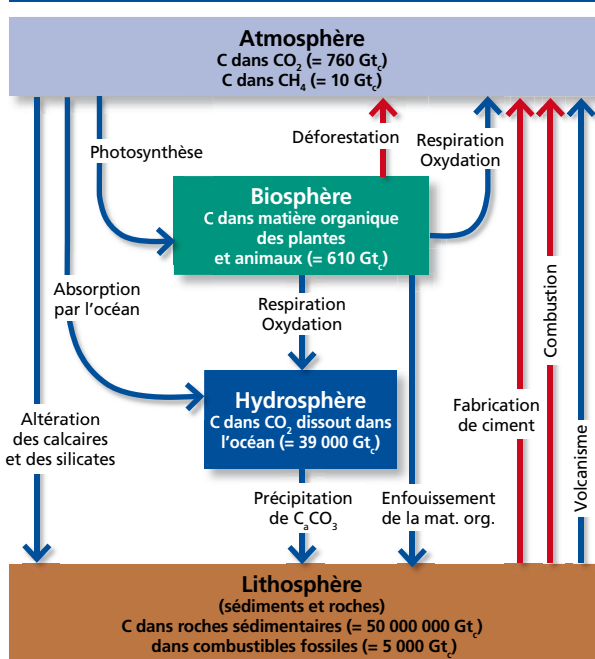 Atmosphère
C dans CO₂ (= 760 Gtc)
C dans CH₄ (= 10 Gtc)
Photosynthèse
Déforestation
Respiration
Oxydation
Biosphère
C dans matière organique
des plantes
et animaux (= 610 Gtc)
Absorption
par l'océan
Respiration
Oxydation
Combustion
Hydrosphère
C dans CO₂ dissout dans
l'océan (= 39 000 Gtc)
Altération
des calcaires
et des silicates
Fabrication
de ciment
Volcanisme
Précipitation
de CaCO₃
Enfouissement
de la mat. org.
Lithosphère
(sédiments et roches)
C dans roches sédimentaires (= 50 000 000 Gtc)
dans combustibles fossiles (= 5 000 Gtc)